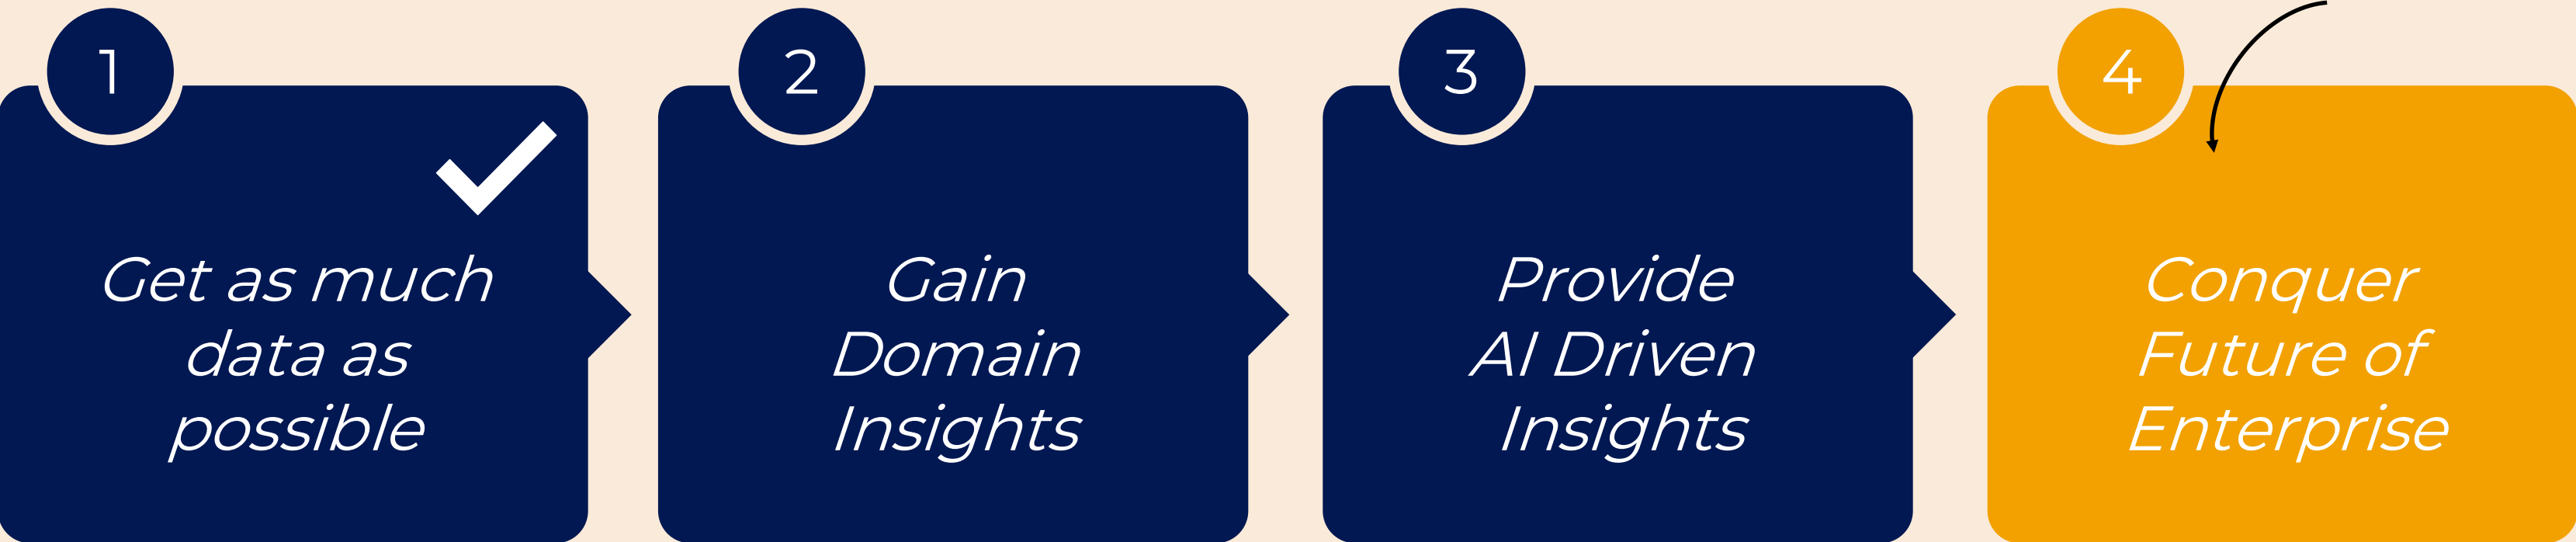 1
Get as much
data as
possible
2
Gain
Domain
Insights
3
Provide
AI Driven
Insights
4
Conquer
Future of
Enterprise